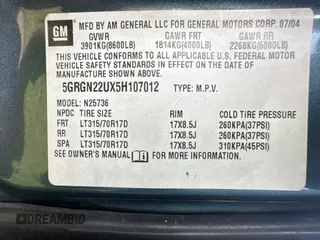 GM
MFD BY AM GENERAL LLC FOR GENERAL MOTORS CORP. 07/04
GVWR GAWR FRT GAWR RR
3901KG(8600LB) 1814KG(4000LB) 2268KG(5000LB)
THIS VEHICLE CONFORMS TO ALL APPLICABLE U.S. FEDERAL MOTOR
VEHICLE SAFETY STANDARDS IN EFFECT ON THE DATE OF
MANUFACTURE SHOWN ABOVE.
5GRGN22UX5H107012 TYPE: M.P.V.
MODEL: N25736
NPDC TIRE SIZE RIM COLD TIRE PRESSURE
FRT LT315/70R17D 17X8.5J 260KPA(37PSI)
RR LT315/70R17D 17X8.5J 260KPA(37PSI)
SPA LT315/70R17D 17X8.5J 310KPA(45PSI)
SEE OWNER'S MANUAL FOR ADDITIONAL INFORMATION.
DREAMBID